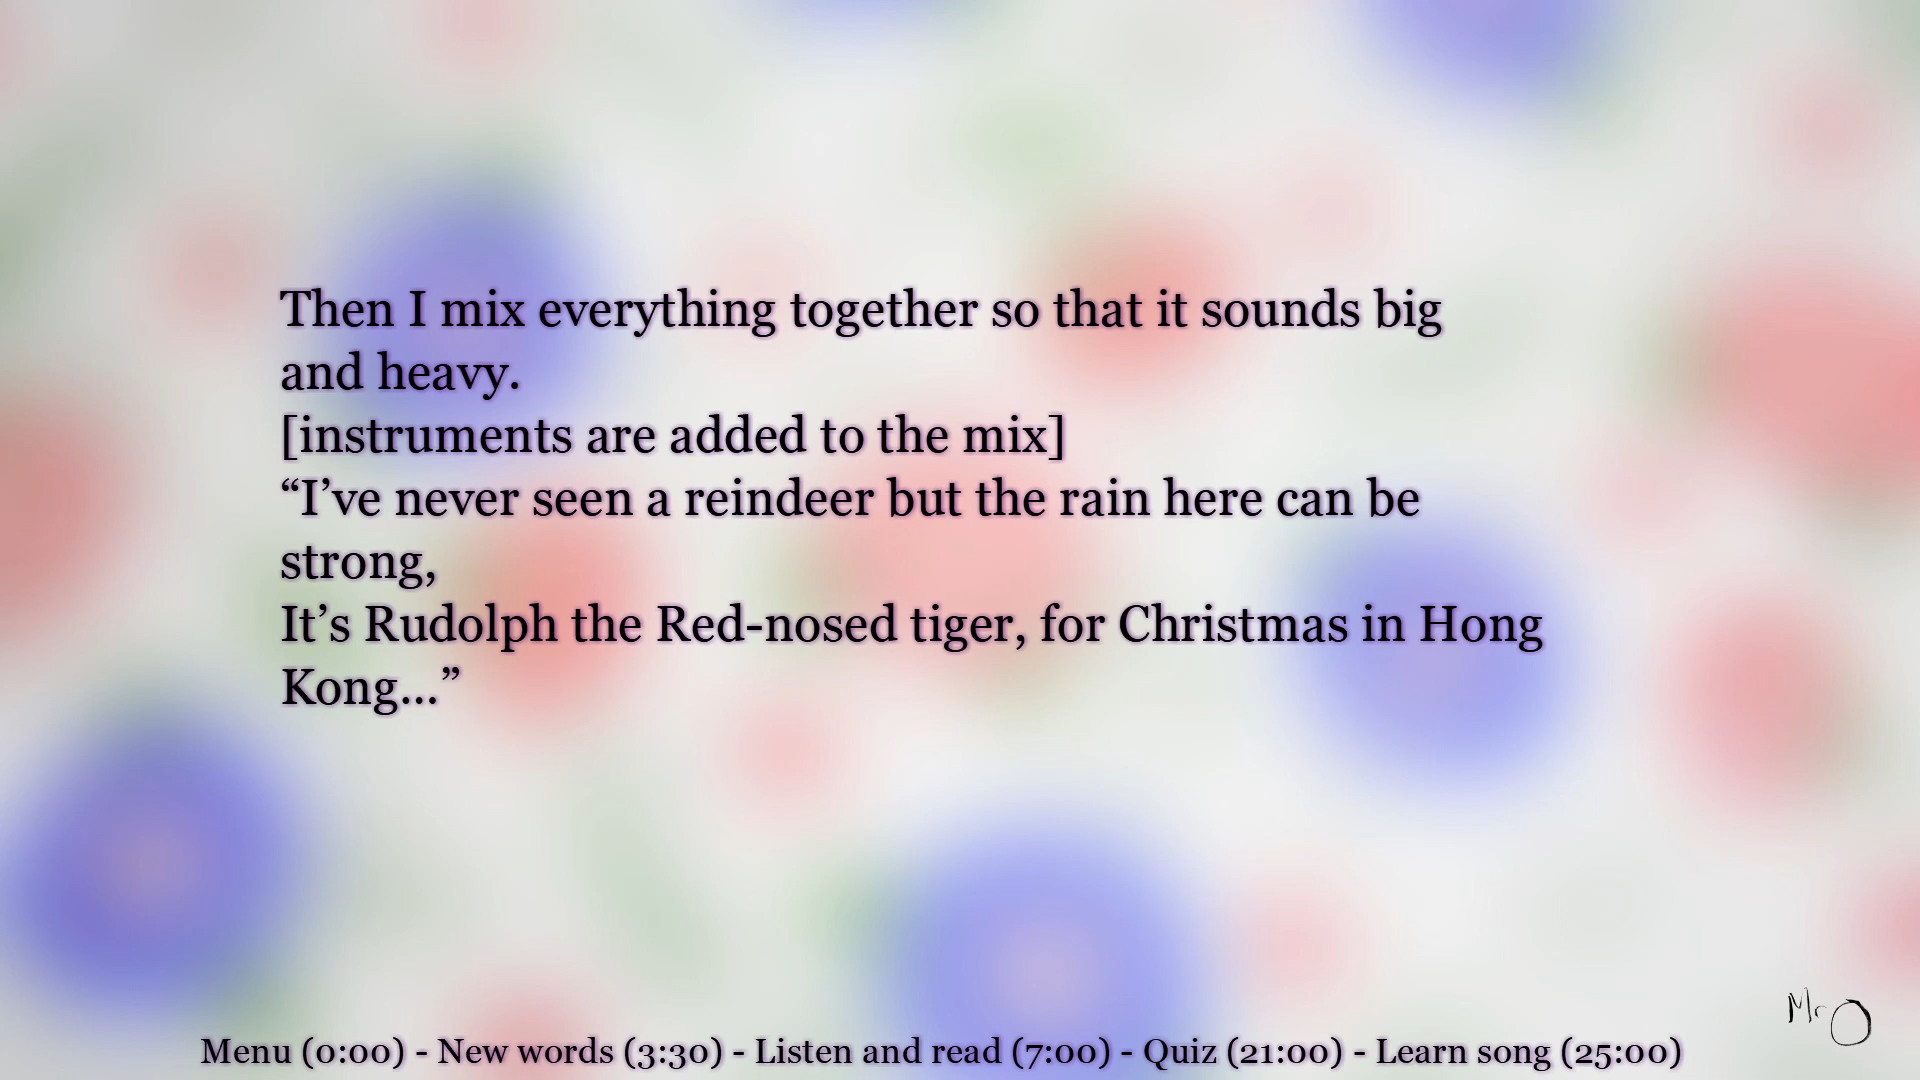 Then I mix everything together so that it sounds big
and heavy.
[instruments are added to the mix]
“I’ve never seen a reindeer but the rain here can be
strong,
It’s Rudolph the Red-nosed tiger, for Christmas in Hong
Kong...”
Mr O
Menu (0:00) - New words (3:30) - Listen and read (7:00) - Quiz (21:00) - Learn song (25:00)